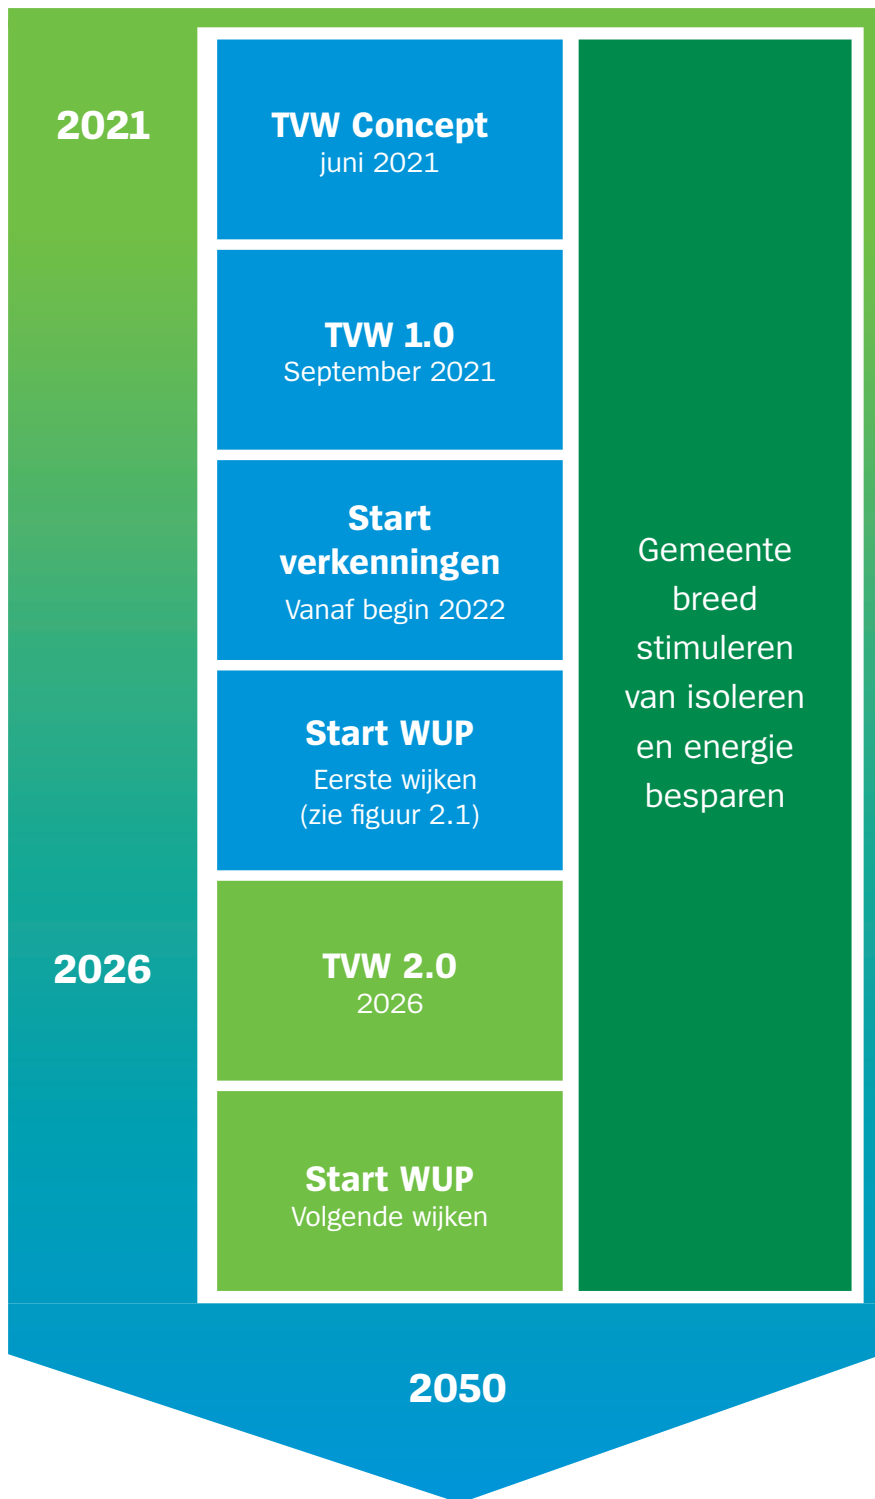 2021
TVW Concept
juni 2021
TVW 1.0
September 2021
Start
verkenningen
Vanaf begin 2022
Start WUP
Eerste wijken
(zie figuur 2.1)
2026
TVW 2.0
2026
Start WUP
Volgende wijken
Gemeente
breed
stimuleren
van isoleren
en energie
besparen
2050